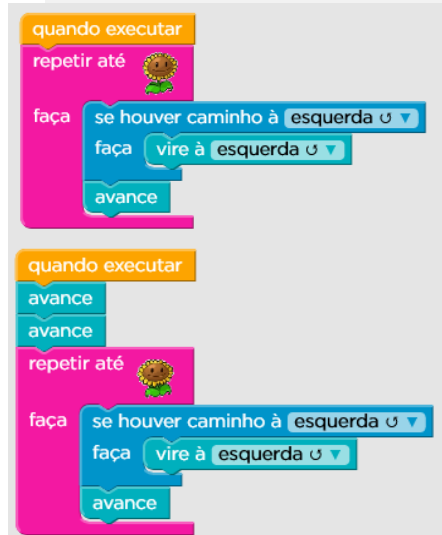 quando executar
repetir até
faça se houver caminho à esquerda ↺ ▼
faça vire à esquerda ↺ ▼
avance
quando executar
avance
avance
repetir até
faça se houver caminho à esquerda ↺ ▼
faça vire à esquerda ↺ ▼
avance